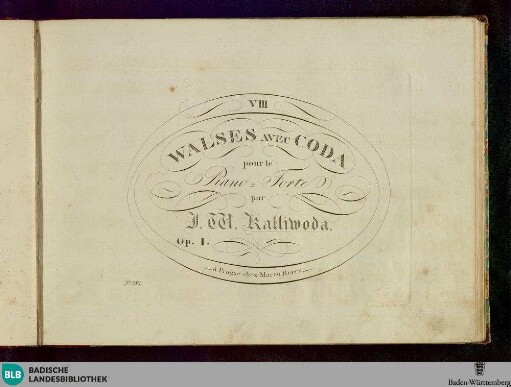 VIII
WALSES AVEC CODA
pour le
Piano-Forte
par
J. W. Kalliwoda.
Op. 1.
à Prague chez Marco Berra
BLB BADISCHE
LANDESBIBLIOTHEK
Baden-Württemberg